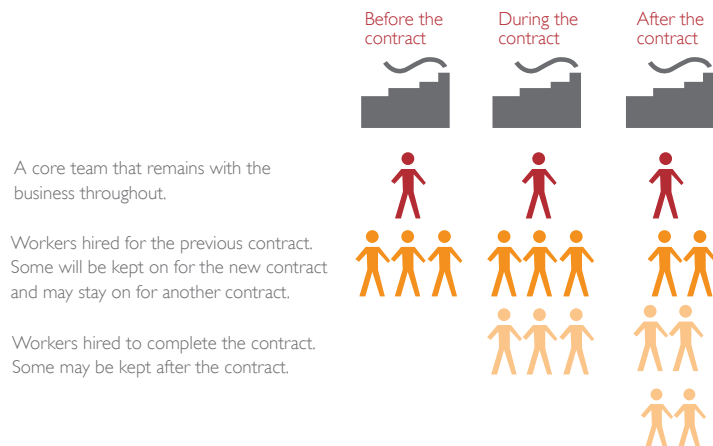 Before the
contract
During the
contract
After the
contract
A core team that remains with the
business throughout.
Workers hired for the previous contract.
Some will be kept on for the new contract
and may stay on for another contract.
Workers hired to complete the contract.
Some may be kept after the contract.